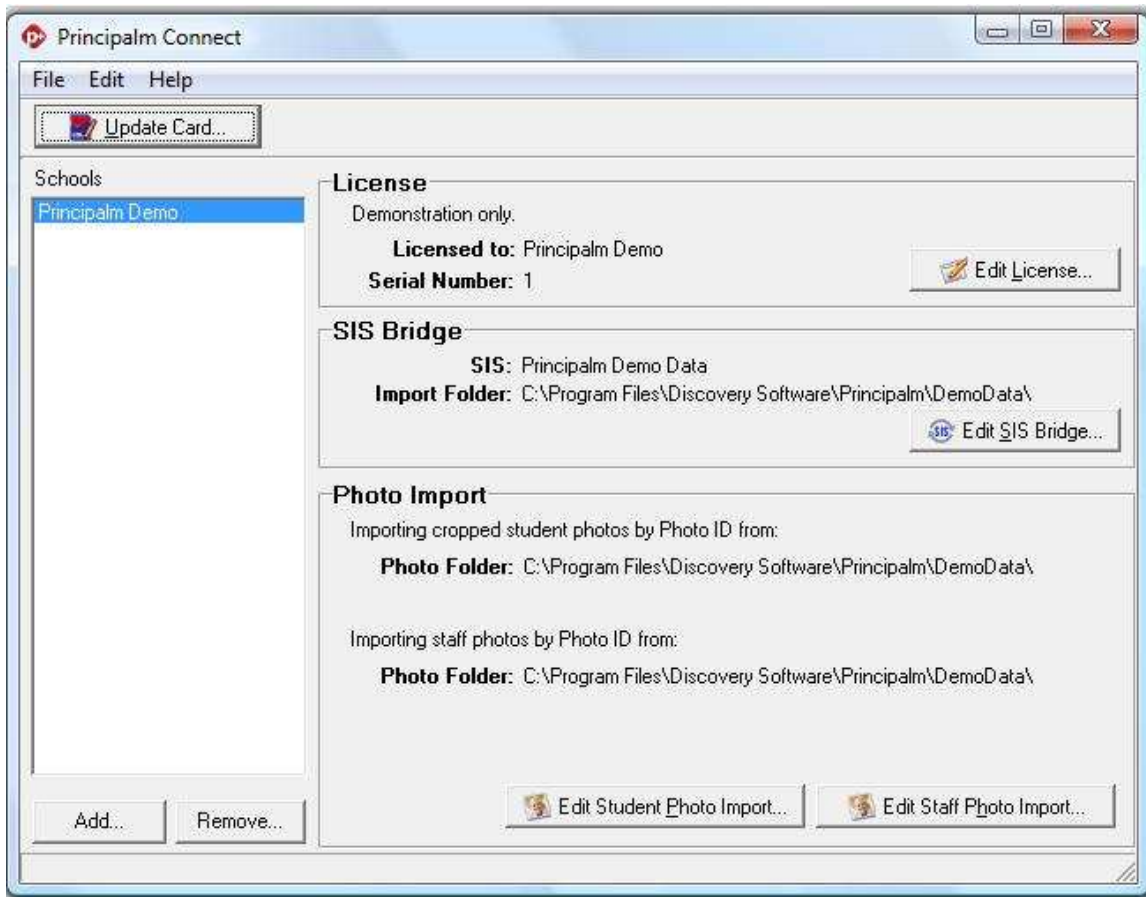 Principalm Connect
File Edit Help
Update Card...
Schools
Principalm Demo
Add... Remove...
License
Demonstration only.
Licensed to: Principalm Demo
Serial Number: 1
Edit License...
SIS Bridge
SIS: Principalm Demo Data
Import Folder: C:\Program Files\Discovery Software\Principalm\DemoData\
SIS Edit SIS Bridge...
Photo Import
Importing cropped student photos by Photo ID from:
Photo Folder: C:\Program Files\Discovery Software\Principalm\DemoData\
Importing staff photos by Photo ID from:
Photo Folder: C:\Program Files\Discovery Software\Principalm\DemoData\
Edit Student Photo Import... Edit Staff Photo Import...